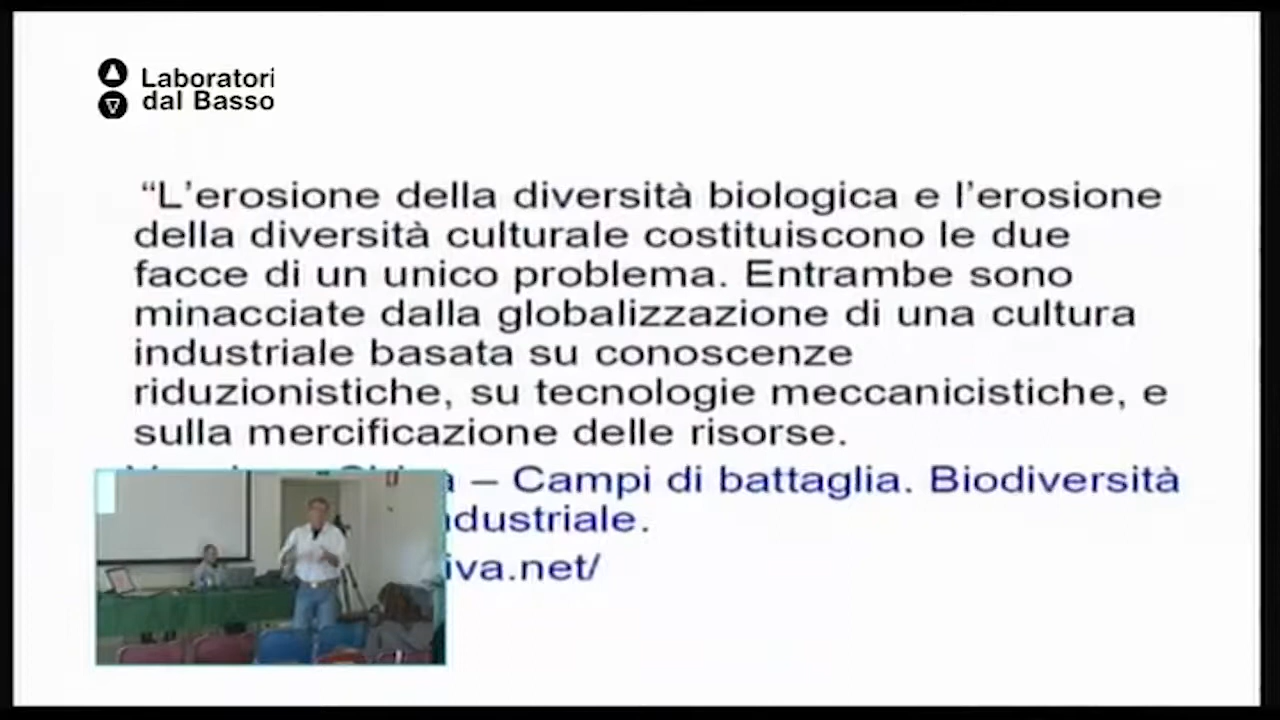 Laboratori
dal Basso
“L’erosione della diversità biologica e l’erosione
della diversità culturale costituiscono le due
facce di un unico problema. Entrambe sono
minacciate dalla globalizzazione di una cultura
industriale basata su conoscenze
riduzionistiche, su tecnologie meccanicistiche, e
sulla mercificazione delle risorse.
– Campi di battaglia. Biodiversità
ndustriale.
iva.net/